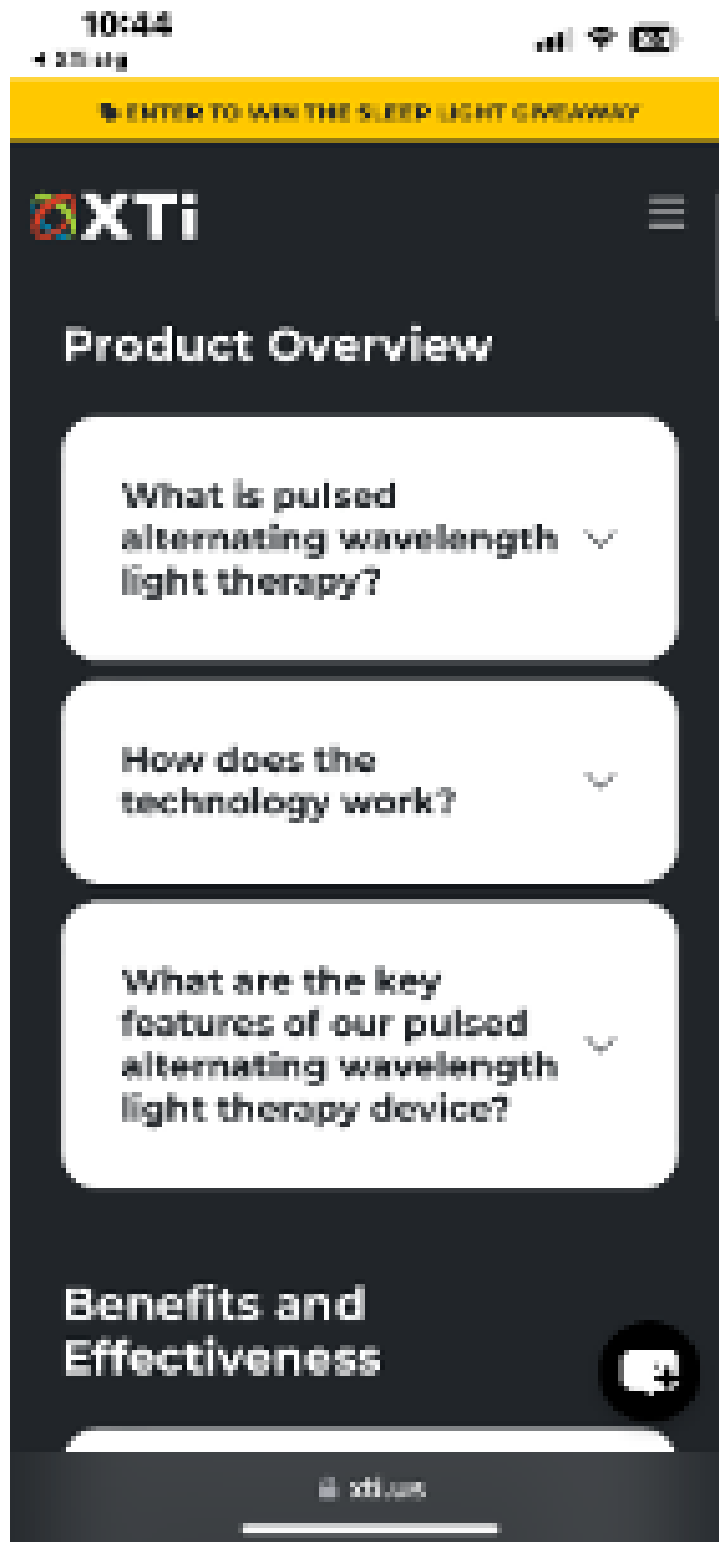 10:44
ENTER TO WIN THE SLEEP LIGHT GIVEAWAY
XTi
Product Overview
What is pulsed
alternating wavelength
light therapy?
How does the
technology work?
What are the key
features of our pulsed
alternating wavelength
light therapy device?
Benefits and
Effectiveness
xti.us